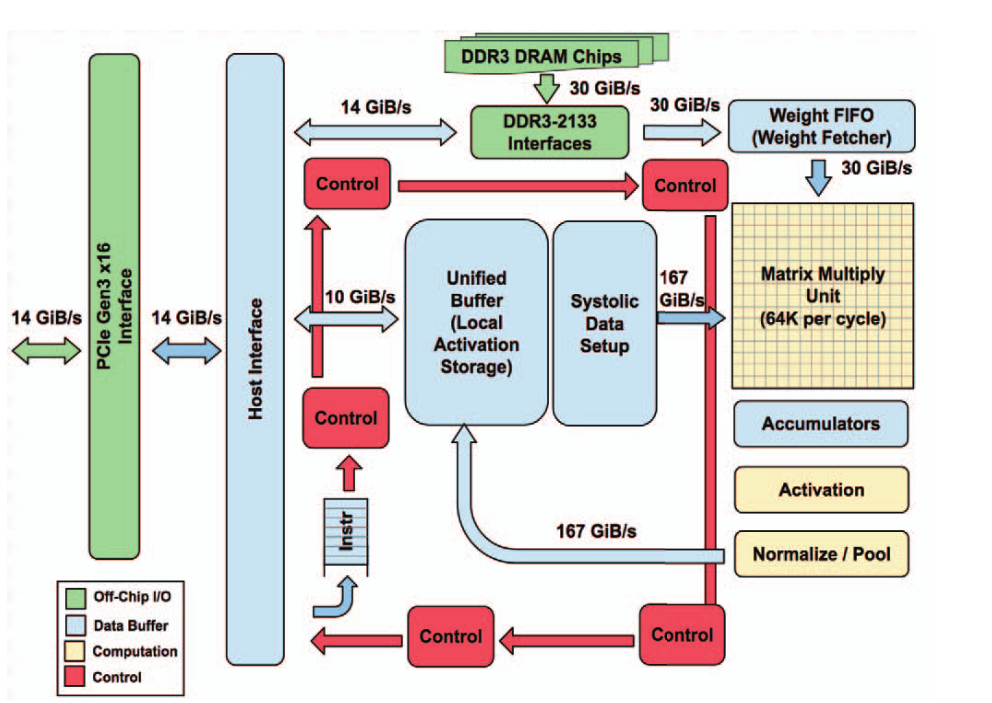 DDR3 DRAM Chips
30 GiB/s
14 GiB/s
DDR3-2133
Interfaces
30 GiB/s
Weight FIFO
(Weight Fetcher)
30 GiB/s
Control
Control
PCIe Gen3 x16
Interface
Host Interface
14 GiB/s
14 GiB/s
10 GiB/s
Unified
Buffer
(Local
Activation
Storage)
Systolic
Data
Setup
167
GiB/s
Matrix Multiply
Unit
(64K per cycle)
Control
Accumulators
Activation
Instr
167 GiB/s
Normalize / Pool
Control
Control
Off-Chip I/O
Data Buffer
Computation
Control